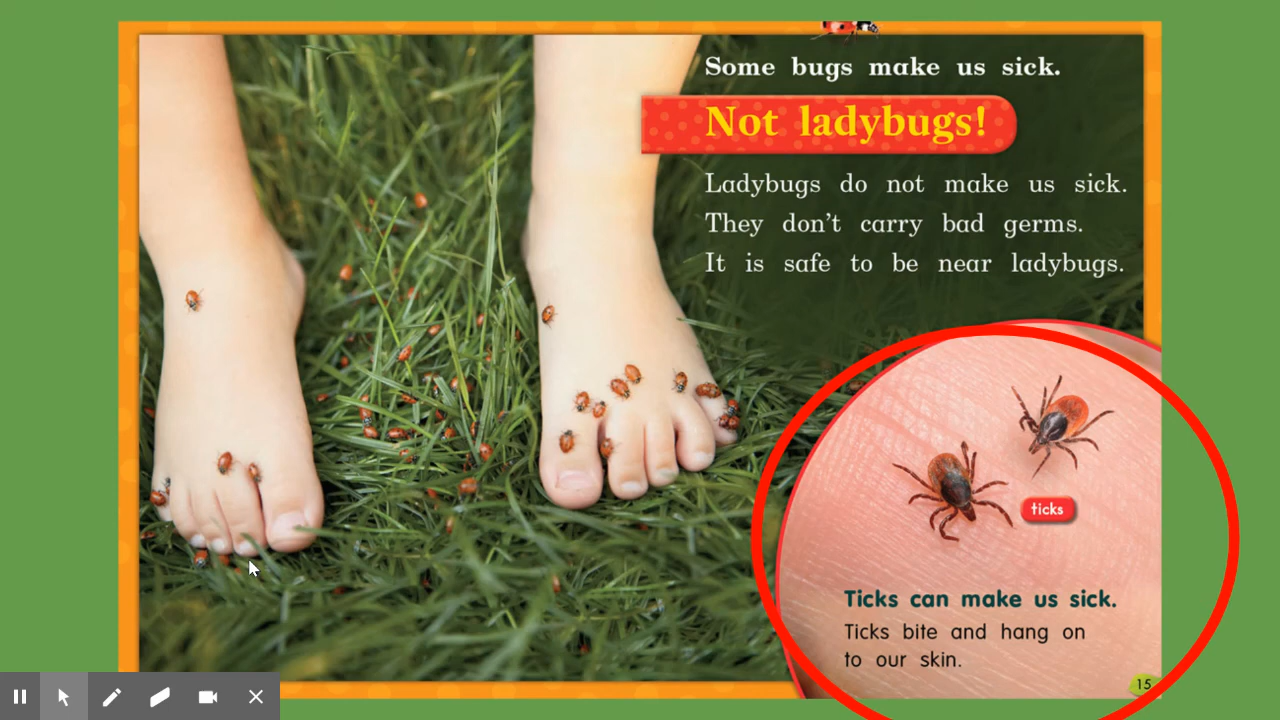 Some bugs make us sick.
Not ladybugs!
Ladybugs do not make us sick.
They don't carry bad germs.
It is safe to be near ladybugs.
ticks
Ticks can make us sick.
Ticks bite and hang on
to our skin.
15